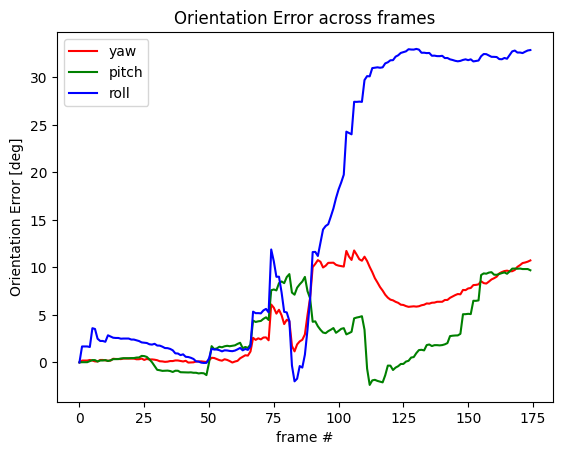 Orientation Error across frames
yaw
pitch
roll
Orientation Error [deg]
30
25
20
15
10
5
0
0 25 50 75 100 125 150 175
frame #